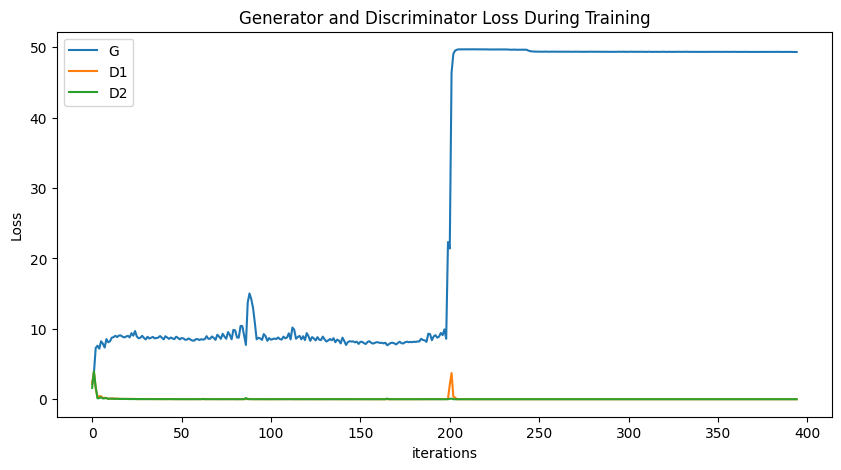 Generator and Discriminator Loss During Training
G
D1
D2
50
40
30
20
10
0
Loss
0 50 100 150 200 250 300 350 400
iterations